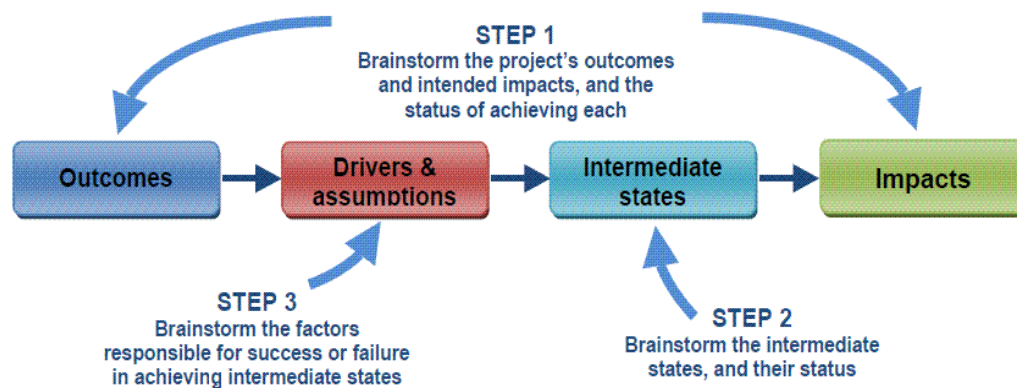 STEP 1
Brainstorm the project's outcomes
and intended impacts, and the
status of achieving each
Outcomes
Drivers &
assumptions
Intermediate
states
Impacts
STEP 3
Brainstorm the factors
responsible for success or failure
in achieving intermediate states
STEP 2
Brainstorm the intermediate
states, and their status